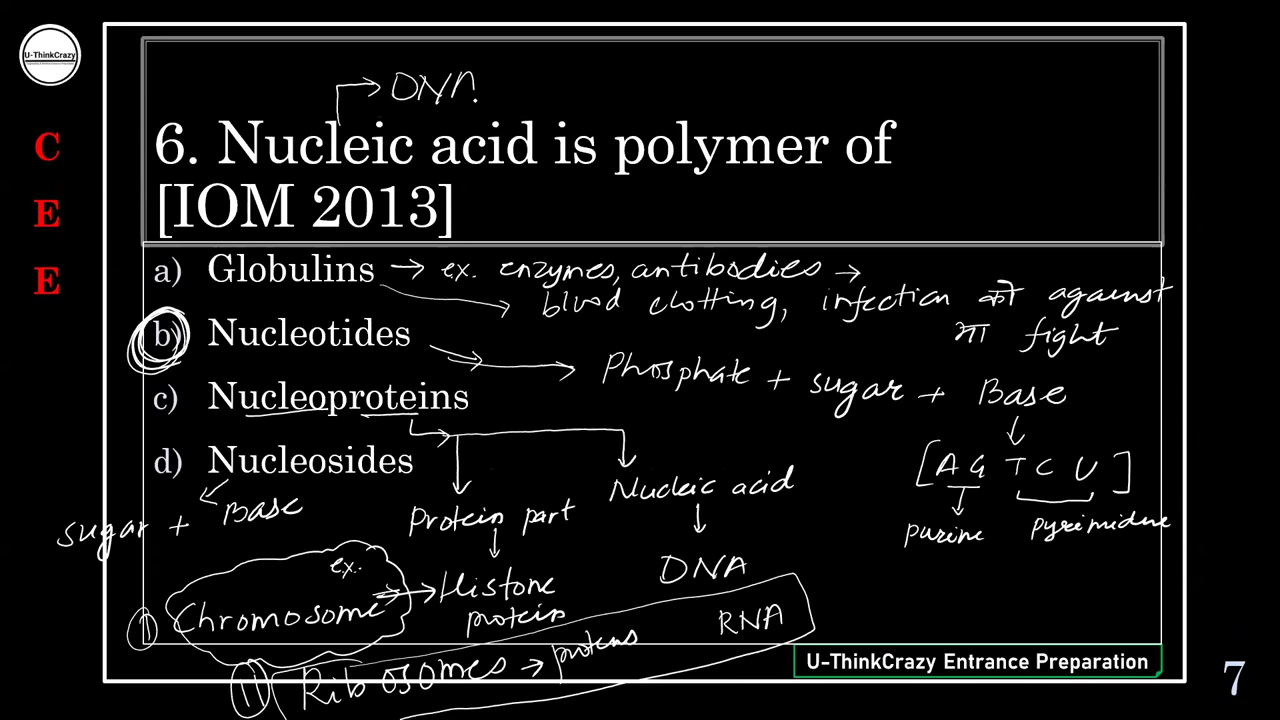 U-ThinkCrazy
C
E
E
DNA
6. Nucleic acid is polymer of
[IOM 2013]
a) Globulins → ex. enzymes, antibodies →
blood clotting, infection को against
मा fight
b) Nucleotides
Phosphate + sugar + Base
c) Nucleoproteins
[A G T C U]
purine pyrimidine
d) Nucleosides
sugar + Base
Protein part
Nucleic acid
ex.
DNA
I Chromosome → Histone
protein
RNA
II Ribosomes → proteins
U-ThinkCrazy Entrance Preparation
7